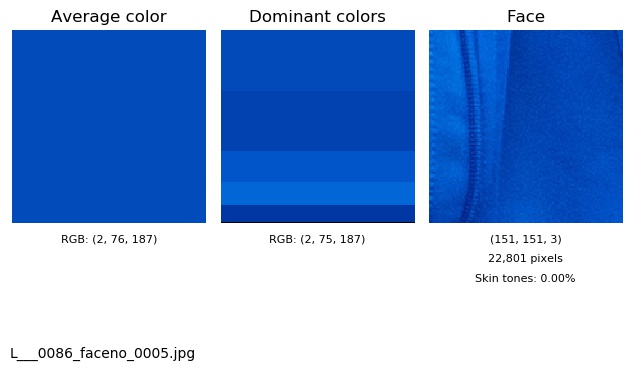 Average color
Dominant colors
Face
RGB: (2, 76, 187)
RGB: (2, 75, 187)
(151, 151, 3)
22,801 pixels
Skin tones: 0.00%
L___0086_faceno_0005.jpg